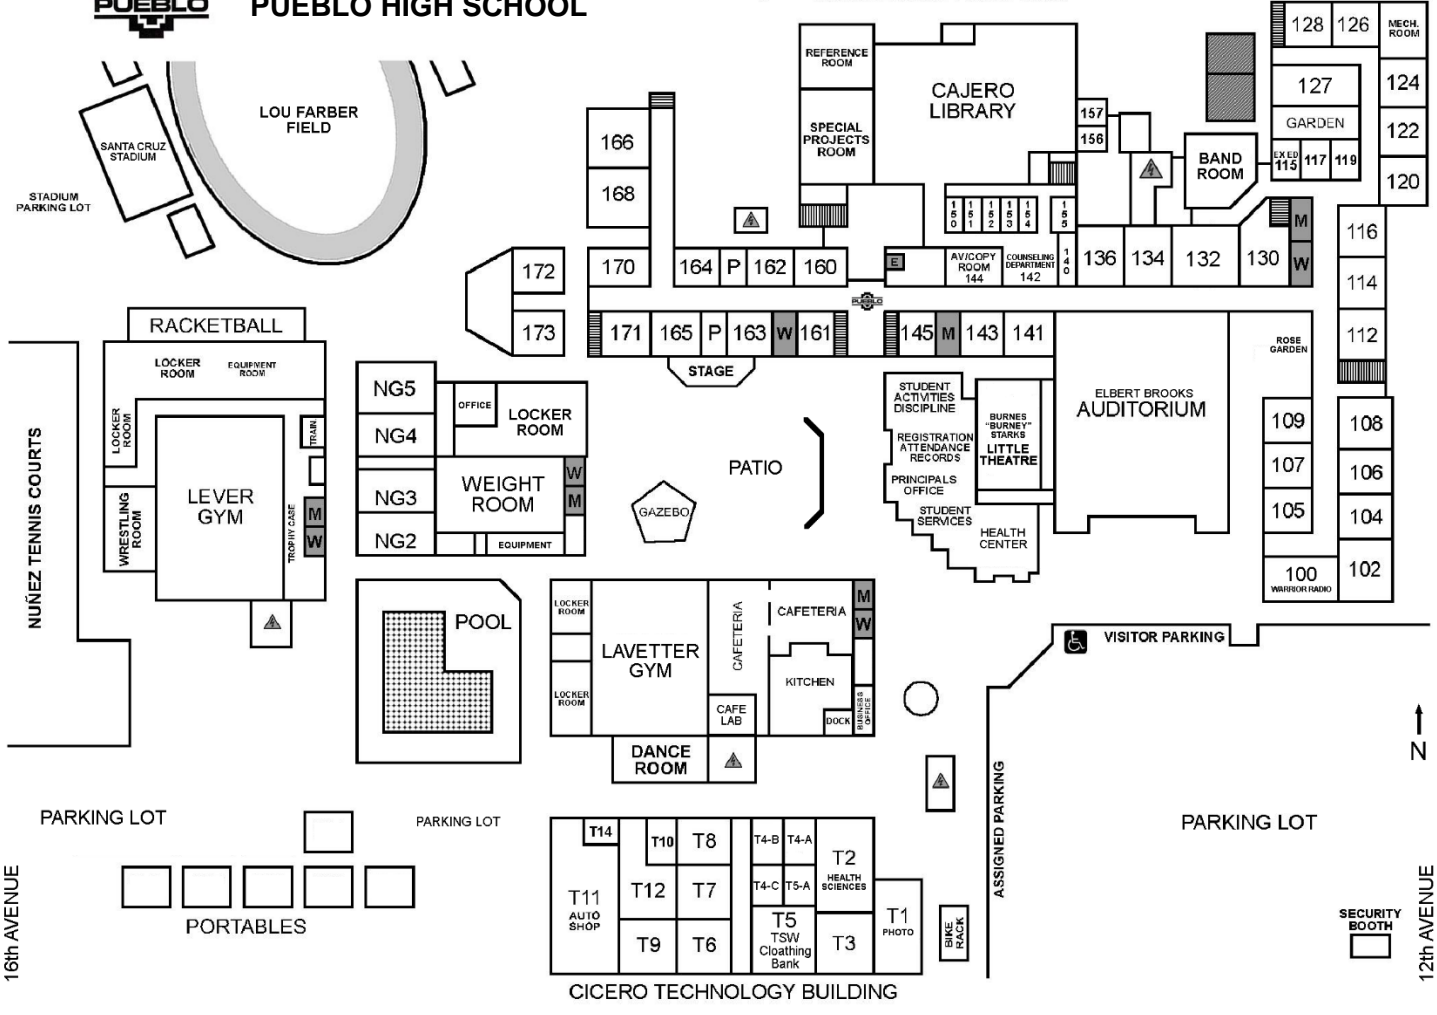 PUEBLO
PUEBLO HIGH SCHOOL
LOU FARBER
FIELD
SANTA CRUZ
STADIUM
STADIUM
PARKING LOT
REFERENCE
ROOM
SPECIAL
PROJECTS
ROOM
CAJERO
LIBRARY
157
156
128
126
MECH.
ROOM
127
124
GARDEN
122
EX ED
115
117
119
120
BAND
ROOM
166
168
170
164
P
162
160
E
150
151
152
153
154
155
AV/COPY
ROOM
144
COUNSELING
DEPARTMENT
142
140
136
134
132
130
M
W
116
114
112
172
173
PUEBLO
171
165
P
163
W
161
145
M
143
141
STAGE
ROSE
GARDEN
RACKETBALL
LOCKER
ROOM
EQUIPMENT
ROOM
LOCKER
ROOM
TRAIN.
LEVER
GYM
WRESTLING
ROOM
TROPHY CASE
M
W
NUÑEZ TENNIS COURTS
NG5
NG4
NG3
NG2
OFFICE
LOCKER
ROOM
WEIGHT
ROOM
W
M
EQUIPMENT
PATIO
GAZEBO
STUDENT
ACTIVITIES
DISCIPLINE
REGISTRATION
ATTENDANCE
RECORDS
PRINCIPALS
OFFICE
STUDENT
SERVICES
HEALTH
CENTER
BURNES
"BURNEY"
STARKS
LITTLE
THEATRE
ELBERT BROOKS
AUDITORIUM
109
107
105
108
106
104
102
100
WARRIOR RADIO
POOL
LOCKER
ROOM
LOCKER
ROOM
LAVETTER
GYM
CAFETERIA
CAFETERIA
M
W
KITCHEN
CAFE
LAB
DOCK
BUSINESS
OFFICE
DANCE
ROOM
VISITOR PARKING
ASSIGNED PARKING
N
PARKING LOT
PARKING LOT
PARKING LOT
PORTABLES
16th AVENUE
T14
T10
T8
T11
AUTO
SHOP
T12
T7
T9
T6
T4-B
T4-A
T4-C
T5-A
T2
HEALTH
SCIENCES
T5
TSW
Cloathing
Bank
T3
T1
PHOTO
BIKE
RACK
SECURITY
BOOTH
12th AVENUE
CICERO TECHNOLOGY BUILDING